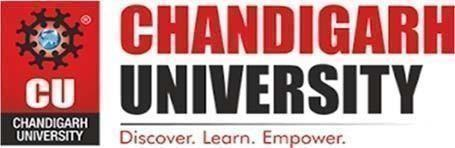 CU
CHANDIGARH
UNIVERSITY
®
CHANDIGARH
UNIVERSITY
Discover. Learn. Empower.